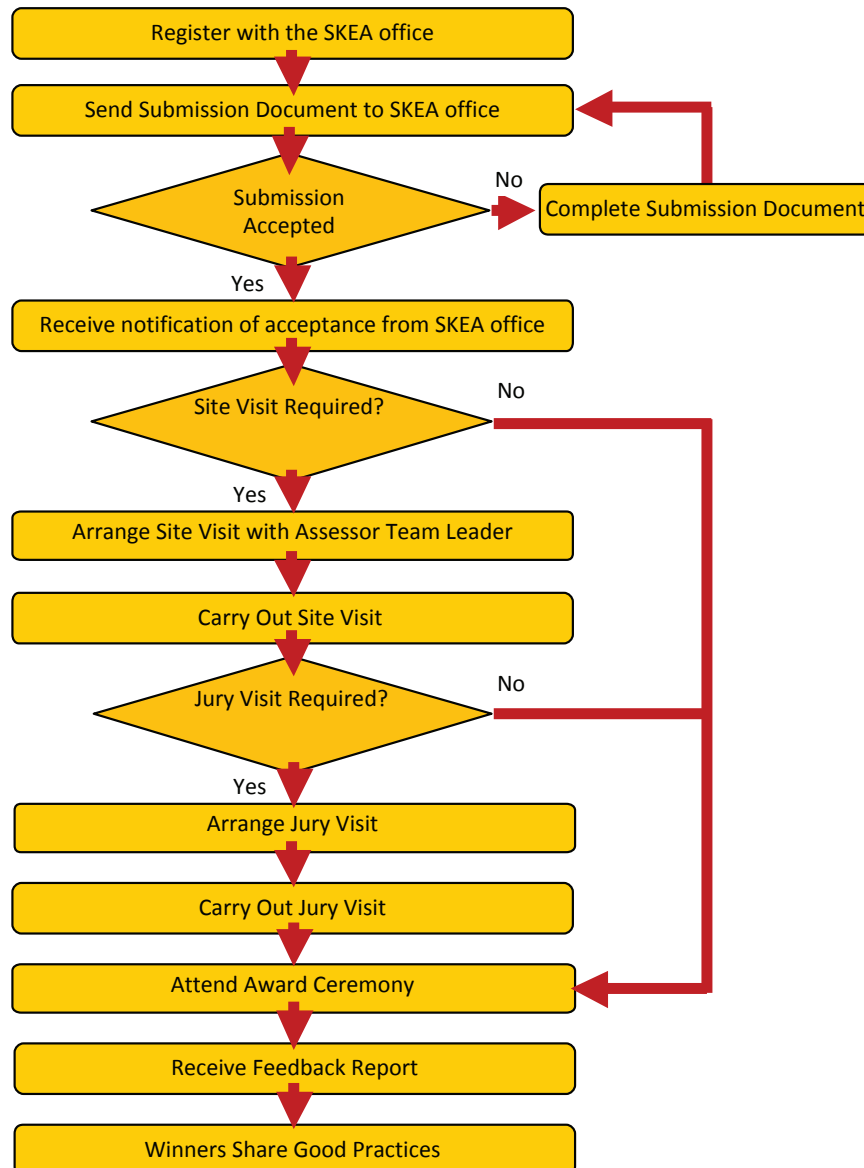 Register with the SKEA office
Send Submission Document to SKEA office
Submission
Accepted
No
Complete Submission Document
Yes
Receive notification of acceptance from SKEA office
Site Visit Required?
No
Yes
Arrange Site Visit with Assessor Team Leader
Carry Out Site Visit
Jury Visit Required?
No
Yes
Arrange Jury Visit
Carry Out Jury Visit
Attend Award Ceremony
Receive Feedback Report
Winners Share Good Practices